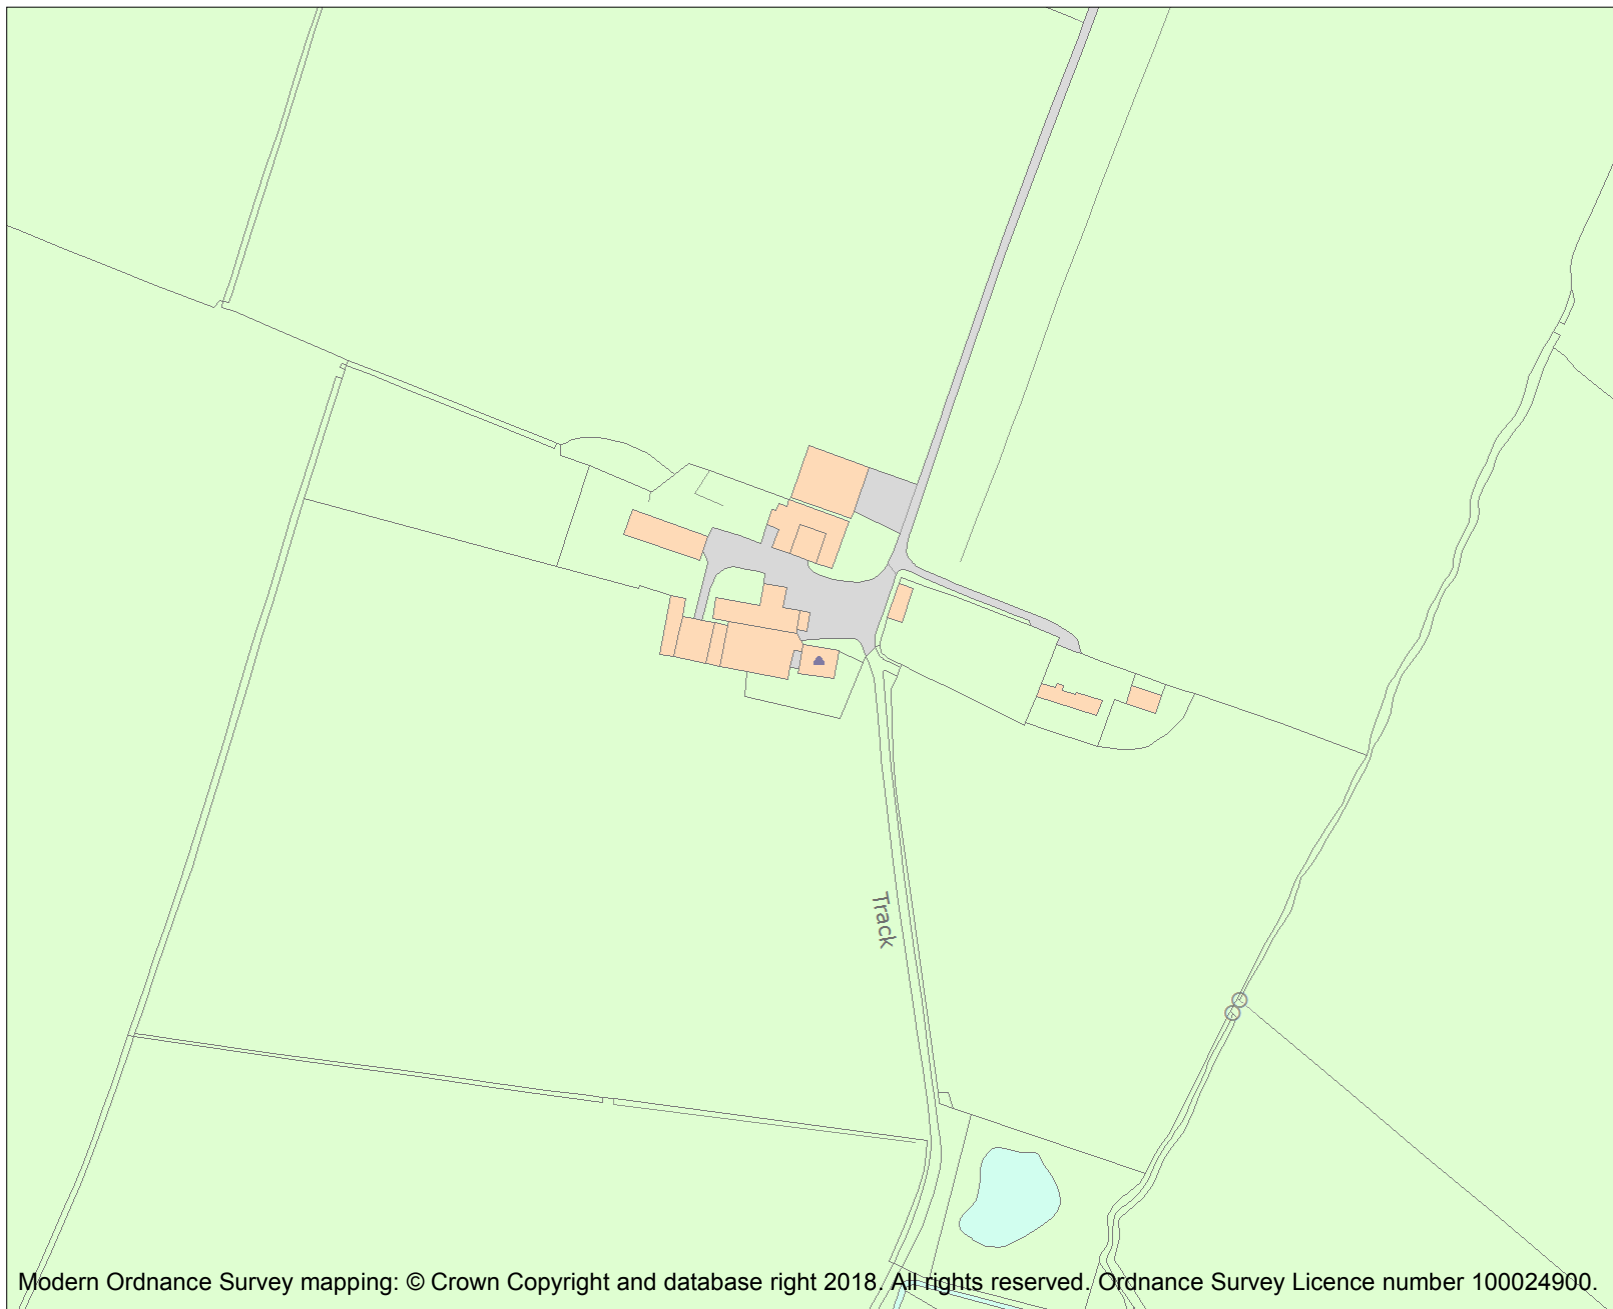 Track
Modern Ordnance Survey mapping: © Crown Copyright and database right 2018. All rights reserved. Ordnance Survey Licence number 100024900.